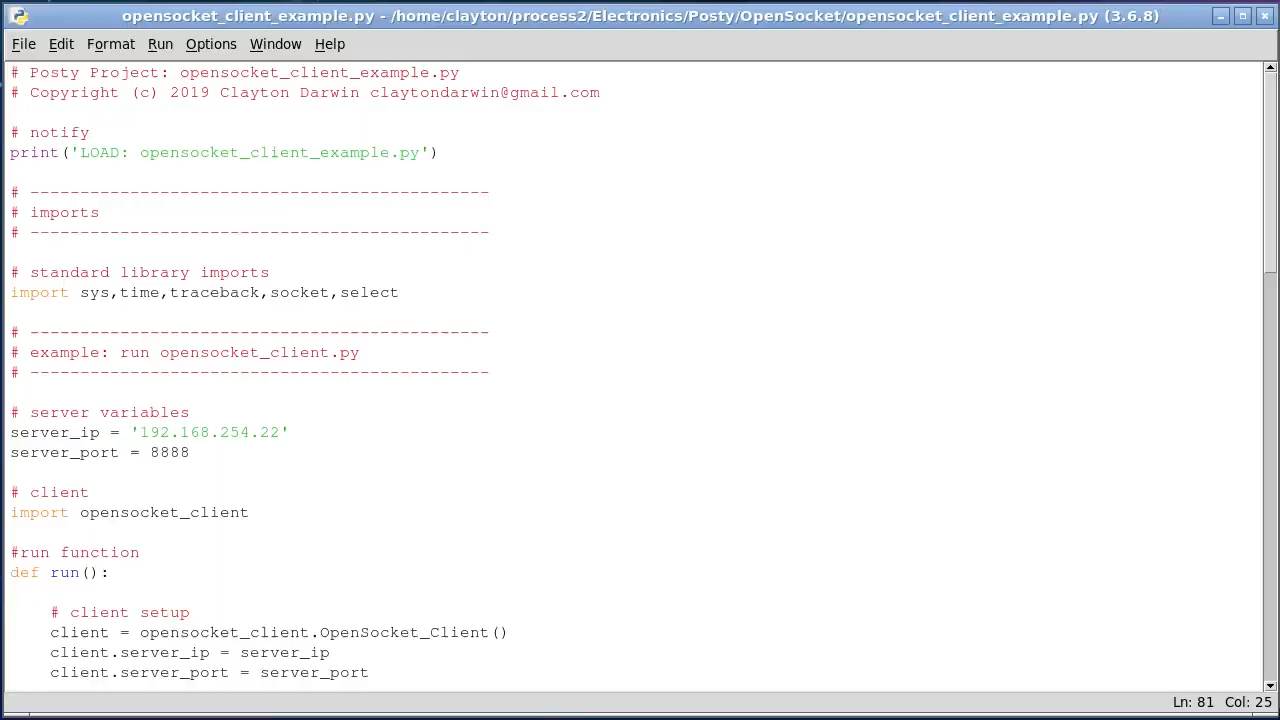 opensocket_client_example.py - /home/clayton/process2/Electronics/Posty/OpenSocket/opensocket_client_example.py (3.6.8)
File Edit Format Run Options Window Help
# Posty Project: opensocket_client_example.py
# Copyright (c) 2019 Clayton Darwin claytondarwin@gmail.com
# notify
print('LOAD: opensocket_client_example.py')
# ----------------------------------------------
# imports
# ----------------------------------------------
# standard library imports
import sys,time,traceback,socket,select
# ----------------------------------------------
# example: run opensocket_client.py
# ----------------------------------------------
# server variables
server_ip = '192.168.254.22'
server_port = 8888
# client
import opensocket_client
#run function
def run():
    # client setup
    client = opensocket_client.OpenSocket_Client()
    client.server_ip = server_ip
    client.server_port = server_port
Ln: 81 Col: 25